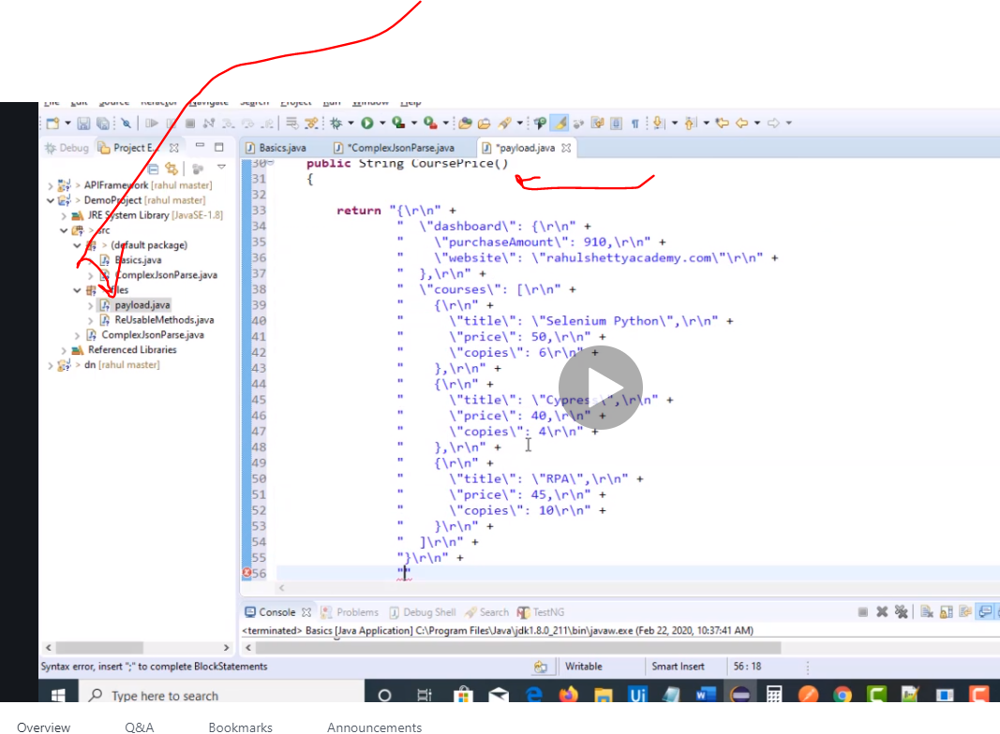 File Edit Source Refactor Navigate Search Project Run Window Help
Debug Project E... Basics.java *ComplexJsonParse.java *payload.java
APIFramework [rahul master]
DemoProject [rahul master]
JRE System Library [JavaSE-1.8]
src
(default package)
Basics.java
ComplexJsonParse.java
files
payload.java
ReUsableMethods.java
ComplexJsonParse.java
Referenced Libraries
dn [rahul master]
30 public String CoursePrice()
31 {
32
33 return "{\r\n" +
34 "  \"dashboard\": {\r\n" +
35 "    \"purchaseAmount\": 910,\r\n" +
36 "    \"website\": \"rahulshettyacademy.com\"\r\n" +
37 "  },\r\n" +
38 "  \"courses\": [\r\n" +
39 "    {\r\n" +
40 "      \"title\": \"Selenium Python\",\r\n" +
41 "      \"price\": 50,\r\n" +
42 "      \"copies\": 6\r\n" +
43 "    },\r\n" +
44 "    {\r\n" +
45 "      \"title\": \"Cypress\",\r\n" +
46 "      \"price\": 40,\r\n" +
47 "      \"copies\": 4\r\n" +
48 "    },\r\n" +
49 "    {\r\n" +
50 "      \"title\": \"RPA\",\r\n" +
51 "      \"price\": 45,\r\n" +
52 "      \"copies\": 10\r\n" +
53 "    }\r\n" +
54 "  ]\r\n" +
55 "}\r\n" +
56 ""
Console Problems Debug Shell Search TestNG
<terminated> Basics [Java Application] C:\Program Files\Java\jdk1.8.0_211\bin\javaw.exe (Feb 22, 2020, 10:37:41 AM)
Syntax error, insert ";" to complete BlockStatements Writable Smart Insert 56 : 18
Type here to search
Overview Q&A Bookmarks Announcements